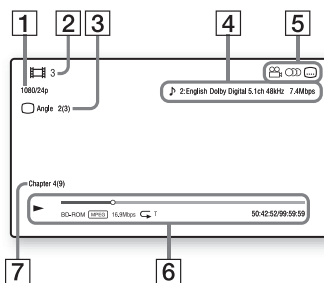 1 2 3 4 5
3
1080/24p
2:English Dolby Digital 5.1ch 48kHz 7.4Mbps
Angle 2(3)
Chapter 4(9)
BD-ROM MPEG 16.9Mbps T 50:42:52/99:59:59
7 6